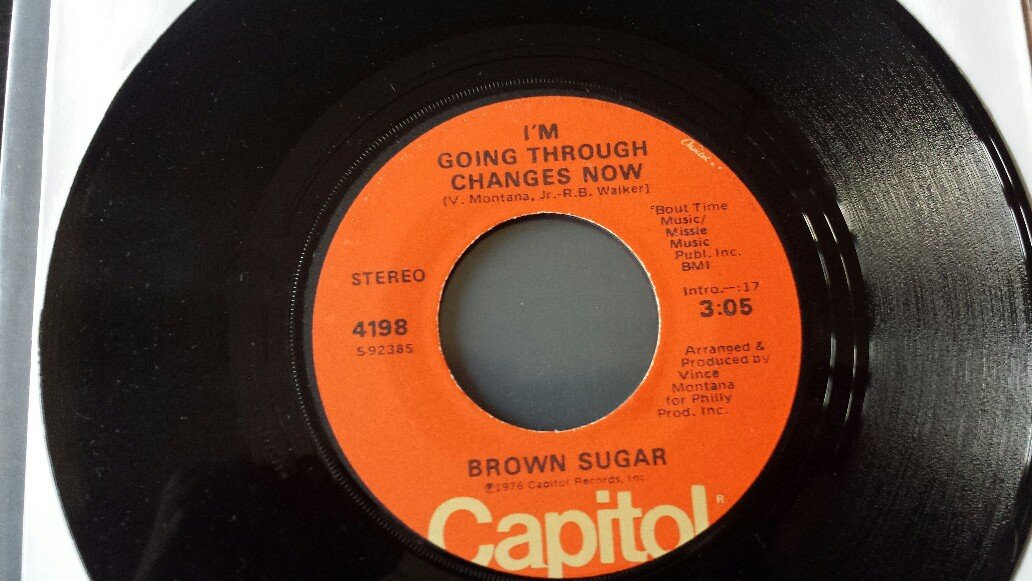 I'M
GOING THROUGH
CHANGES NOW
(V. Montana, Jr.-R.B. Walker)
'Bout Time
Music/
Missie
Music
Publ. Inc.
BMI
STEREO
Intro.—:17
3:05
4198
S92385
Arranged &
Produced by
Vince
Montana
for Philly
Prod. Inc.
BROWN SUGAR
℗1976 Capitol Records, Inc.
Capitol®